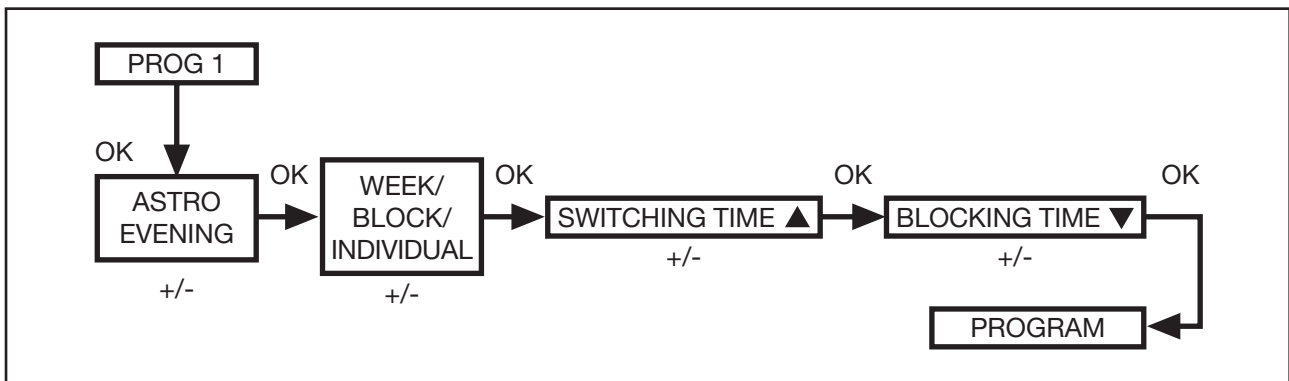 PROG 1
OK
ASTRO
EVENING
+/-
OK
WEEK/
BLOCK/
INDIVIDUAL
+/-
OK
SWITCHING TIME ▲
+/-
OK
BLOCKING TIME ▼
+/-
OK
PROGRAM